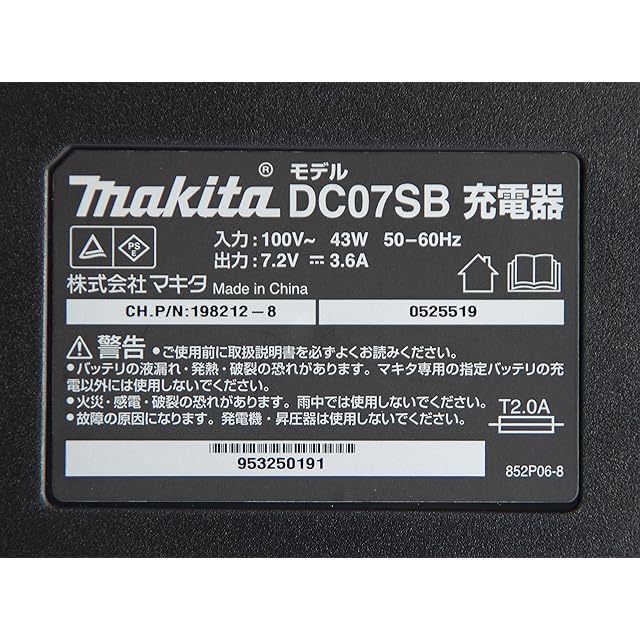 makita® モデル DC07SB 充電器
入力:100V~ 43W 50-60Hz
出力:7.2V ⎓ 3.6A
PS E
株式会社マキタ Made in China
CH.P/N:198212-8 0525519
⚠警告 •ご使用前に取扱説明書を必ずよくお読みください。
•バッテリの液漏れ・発熱・破裂の恐れがあります。マキタ専用の指定バッテリの充
電以外には使用しないでください。
•火災・感電・破裂の恐れがあります。雨中では使用しないでください。
•故障の原因になります。発電機・昇圧器は使用しないでください。
T2.0A
953250191
852P06-8